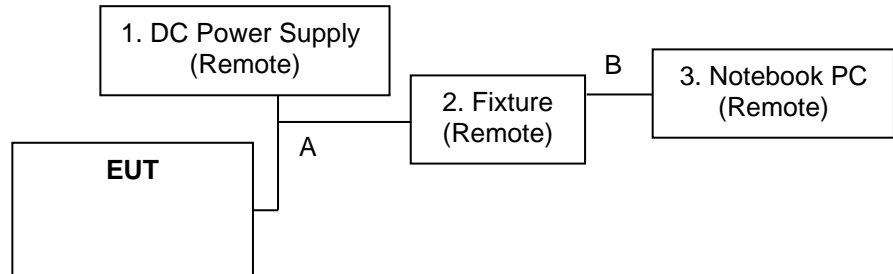 1. DC Power Supply
(Remote)
B
3. Notebook PC
(Remote)
2. Fixture
(Remote)
A
EUT